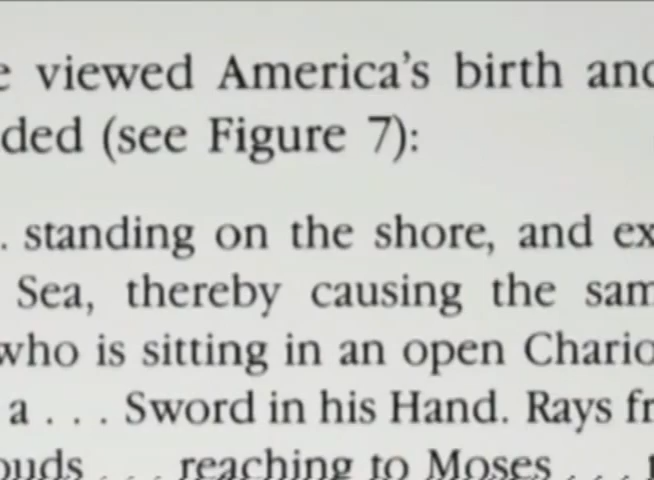 e viewed America's birth and
ded (see Figure 7):
. standing on the shore, and ex
Sea, thereby causing the sam
who is sitting in an open Chario
a . . . Sword in his Hand. Rays fr
ouds . . . reaching to Moses . . . t